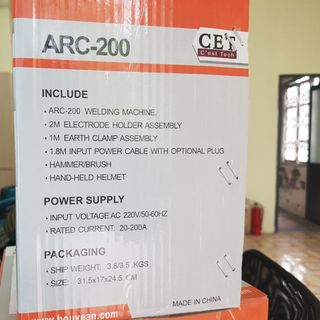 ARC-200
CET
C'est Tech
INCLUDE
• ARC-200 WELDING MACHINE.
• 2M ELECTRODE HOLDER ASSEMBLY
• 1M EARTH CLAMP ASSEMBLY
• 1.8M INPUT POWER CABLE WITH OPTIONAL PLUG
• HAMMER/BRUSH
• HAND-HELD HELMET
POWER SUPPLY
• INPUT VOLTAGE:AC 220V/50-60HZ
• RATED CURRENT: 20-200A
PACKAGING
• SHIP WEIGHT: 3.8/3.5 KGS
• SIZE: 31.5x17x24.5 CM
MADE IN CHINA